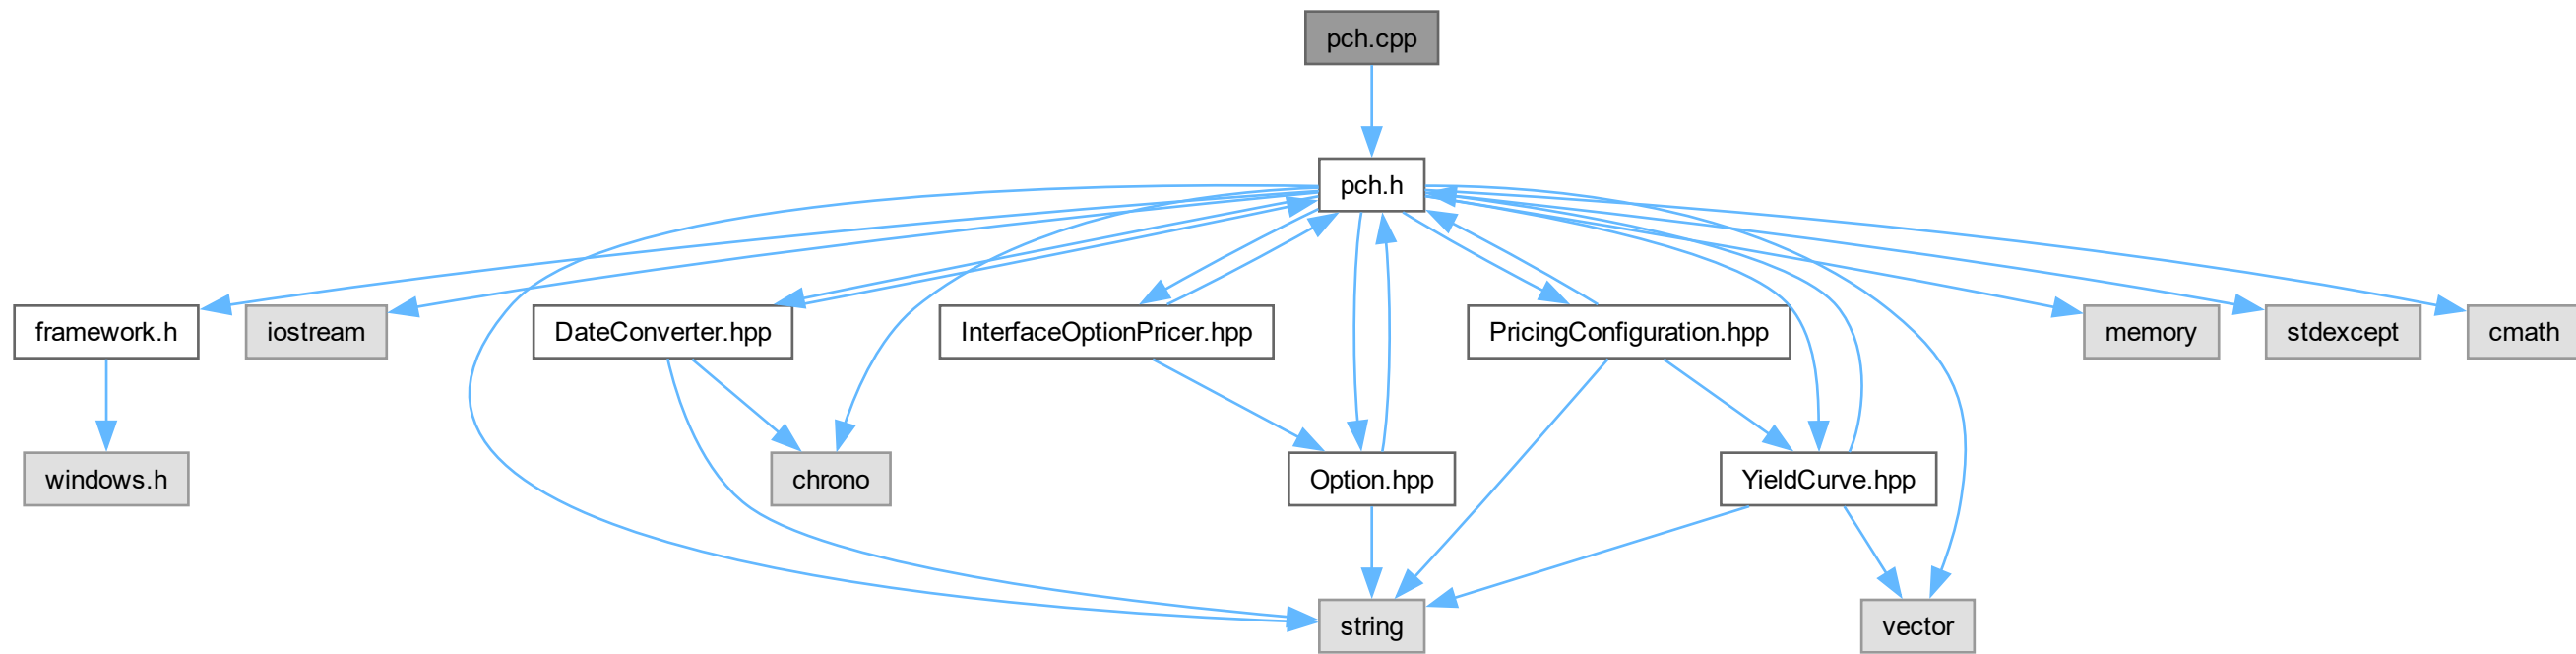 pch.cpp
pch.h
framework.h
iostream
DateConverter.hpp
InterfaceOptionPricer.hpp
PricingConfiguration.hpp
memory
stdexcept
cmath
windows.h
chrono
Option.hpp
YieldCurve.hpp
string
vector